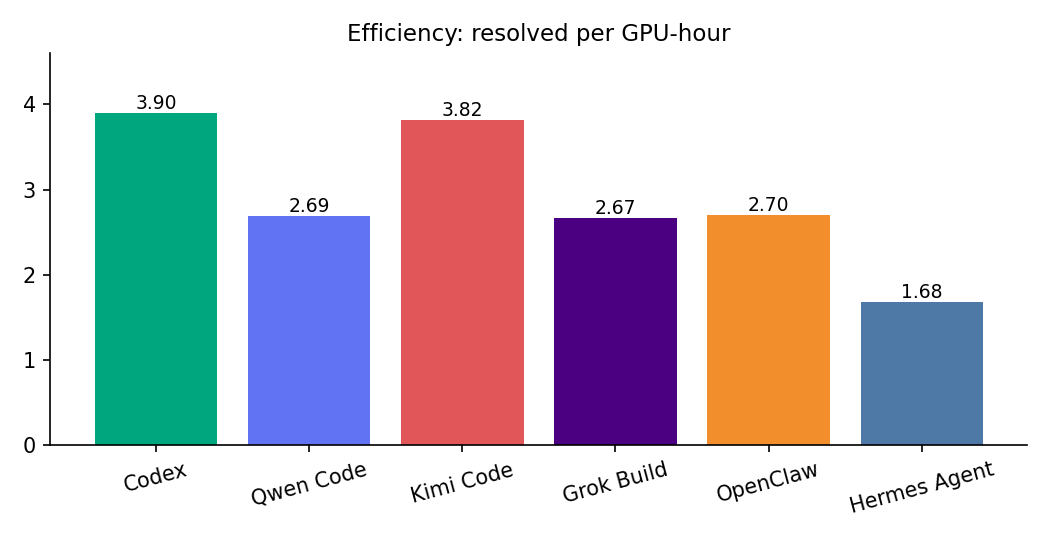 Efficiency: resolved per GPU-hour
4
3
2
1
0
3.90
2.69
3.82
2.67
2.70
1.68
Codex
Qwen Code
Kimi Code
Grok Build
OpenClaw
Hermes Agent